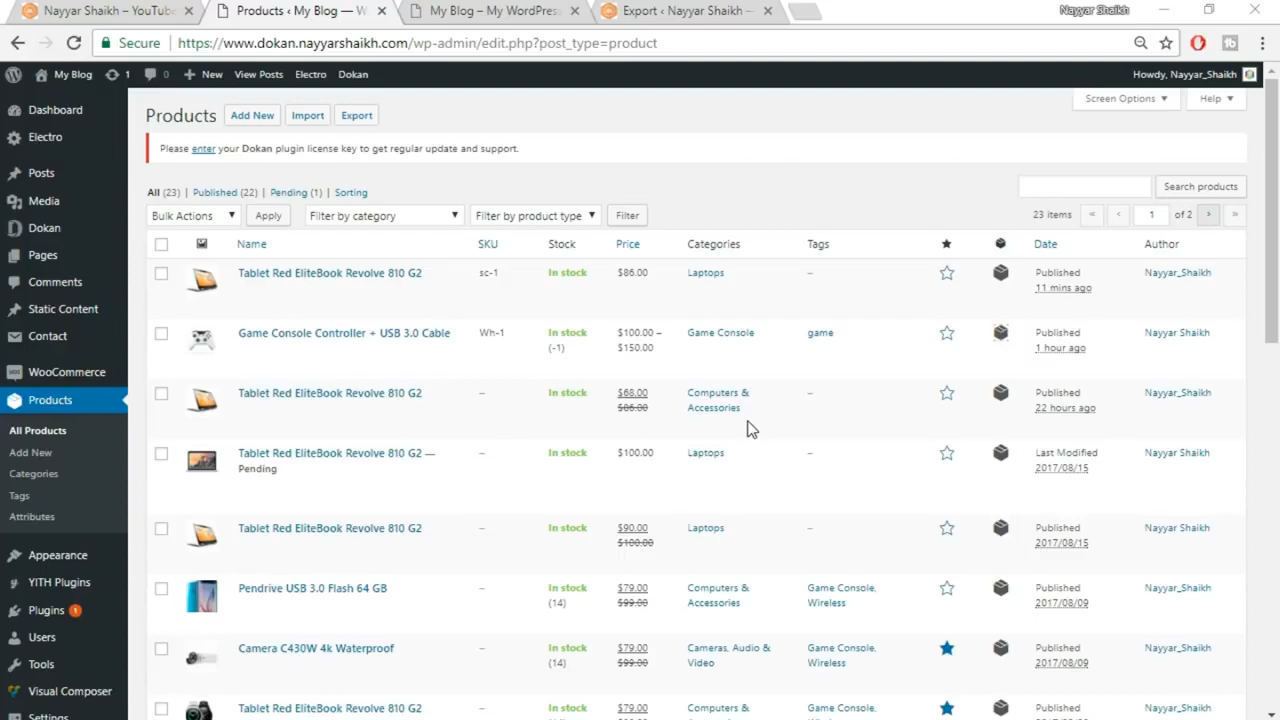 Nayyar Shaikh – YouTube
Products ‹ My Blog — W
My Blog – My WordPres
Export ‹ Nayyar Shaikh —
Nayyar Shaikh
Secure https://www.dokan.nayyarshaikh.com/wp-admin/edit.php?post_type=product
My Blog 1 0 New View Posts Electro Dokan Howdy, Nayyar_Shaikh
Dashboard
Electro
Posts
Media
Dokan
Pages
Comments
Static Content
Contact
WooCommerce
Products
All Products
Add New
Categories
Tags
Attributes
Appearance
YITH Plugins
Plugins 1
Users
Tools
Visual Composer
Settings
Screen Options Help
Products Add New Import Export
Please enter your Dokan plugin license key to get regular update and support.
All (23) | Published (22) | Pending (1) | Sorting
Search products
Bulk Actions Apply Filter by category Filter by product type Filter 23 items « ‹ 1 of 2 › »
Name SKU Stock Price Categories Tags Date Author
Tablet Red EliteBook Revolve 810 G2 sc-1 In stock $86.00 Laptops – Published Nayyar_Shaikh
11 mins ago
Game Console Controller + USB 3.0 Cable Wh-1 In stock $100.00 – Game Console game Published Nayyar Shaikh
(-1) $150.00 1 hour ago
Tablet Red EliteBook Revolve 810 G2 – In stock $68.00 Computers & – Published Nayyar_Shaikh
$86.00 Accessories 22 hours ago
Tablet Red EliteBook Revolve 810 G2 — – In stock $100.00 Laptops – Last Modified Nayyar Shaikh
Pending 2017/08/15
Tablet Red EliteBook Revolve 810 G2 – In stock $90.00 Laptops – Published Nayyar_Shaikh
$100.00 2017/08/15
Pendrive USB 3.0 Flash 64 GB – In stock $79.00 Computers & Game Console, Published Nayyar_Shaikh
(14) $99.00 Accessories Wireless 2017/08/09
Camera C430W 4k Waterproof – In stock $79.00 Cameras, Audio & Game Console, Published Nayyar_Shaikh
(14) $99.00 Video Wireless 2017/08/09
Tablet Red EliteBook Revolve 810 G2 – In stock $79.00 Computers & Game Console, Published Nayyar_Shaikh